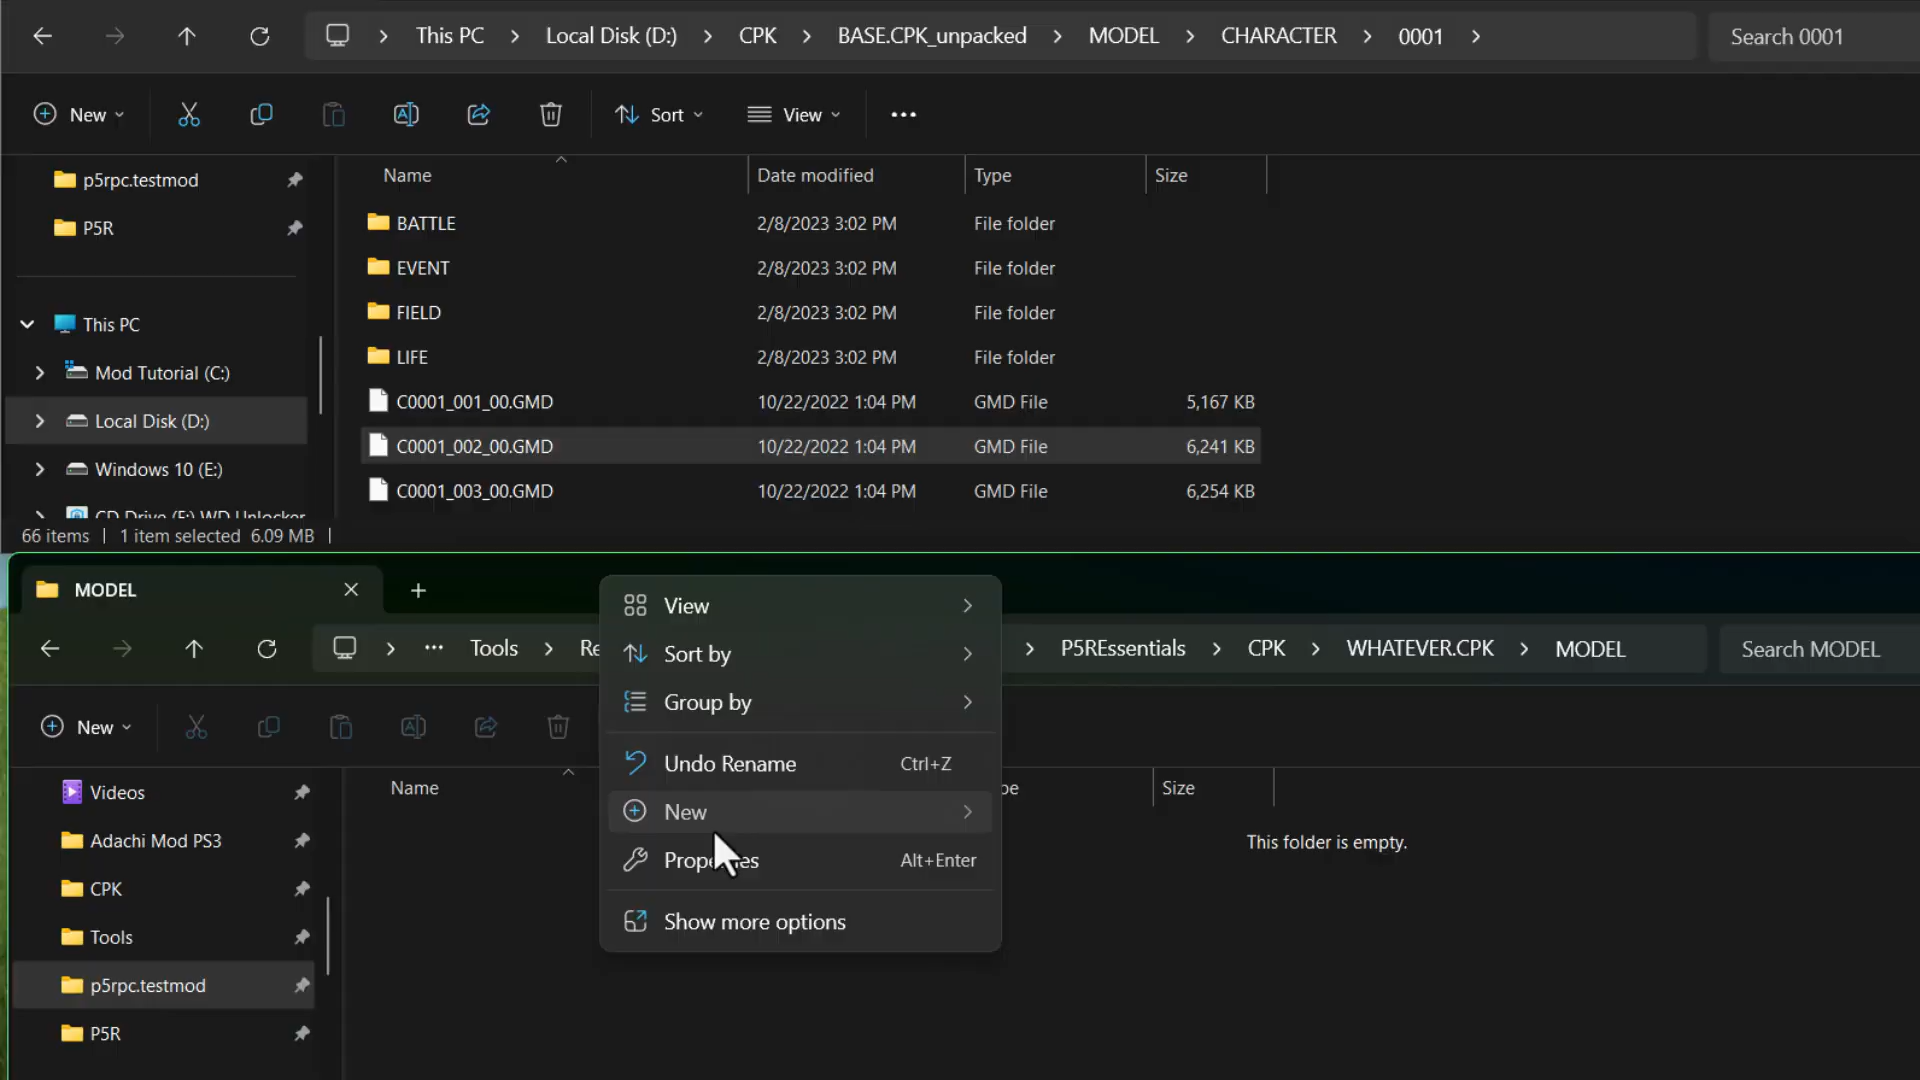 This PC > Local Disk (D:) > CPK > BASE.CPK_unpacked > MODEL > CHARACTER > 0001 >
Search 0001
New
Sort
View
p5rpc.testmod
P5R
This PC
Mod Tutorial (C:)
Local Disk (D:)
Windows 10 (E:)
CD Drive (F:) WD Unlocker
Name Date modified Type Size
BATTLE 2/8/2023 3:02 PM File folder
EVENT 2/8/2023 3:02 PM File folder
FIELD 2/8/2023 3:02 PM File folder
LIFE 2/8/2023 3:02 PM File folder
C0001_001_00.GMD 10/22/2022 1:04 PM GMD File 5,167 KB
C0001_002_00.GMD 10/22/2022 1:04 PM GMD File 6,241 KB
C0001_003_00.GMD 10/22/2022 1:04 PM GMD File 6,254 KB
66 items | 1 item selected 6.09 MB |
MODEL
Tools > Re > P5REssentials > CPK > WHATEVER.CPK > MODEL
Search MODEL
New
Videos
Adachi Mod PS3
CPK
Tools
p5rpc.testmod
P5R
Name Size
This folder is empty.
View
Sort by
Group by
Undo Rename Ctrl+Z
New
Properties Alt+Enter
Show more options